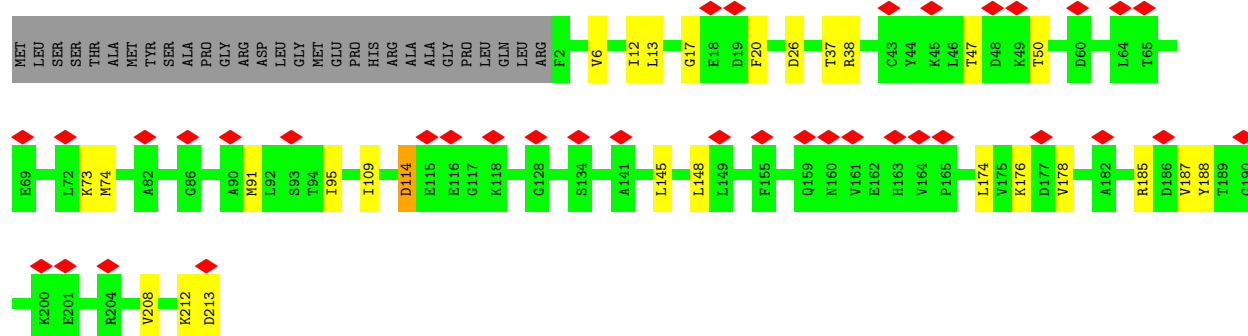 MET LEU SER SER THR ALA MET TYR SER ALA PRO GLY ARG ASP LEU GLY MET GLU PRO HIS ARG ALA ALA GLY PRO LEU GLN LEU ARG F2 V6 I12 L13 G17 E18 D19 F20 D26 T37 R38 C43 Y44 K45 L46 T47 D48 K49 T50 D60 L64 T65
E69 L72 K73 M74 A82 G86 A90 M91 L92 S93 T94 I95 I109 D114 E115 E116 G117 K118 G128 S134 A141 L145 L148 L149 F155 Q159 N160 V161 E162 H163 V164 P165 L174 V175 K176 D177 V178 A182 R185 D186 V187 Y188 T189 G190
K200 E201 R204 V208 K212 D213